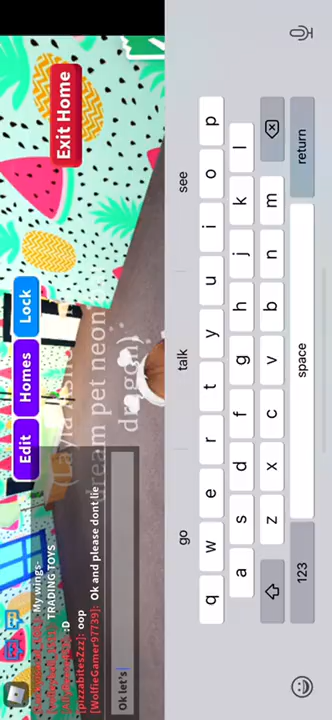 Exit Home
Lock
Homes
Edit
dream pet neon
dragon)
My wings-
TRADING TOYS
:D
[pizzabitesZzz]: oop
[WolfieGamer97739]: Ok and please dont lie
Ok let's
go
talk
see
q w e r t y u i o p
a s d f g h j k l
z x c v b n m
123
space
return